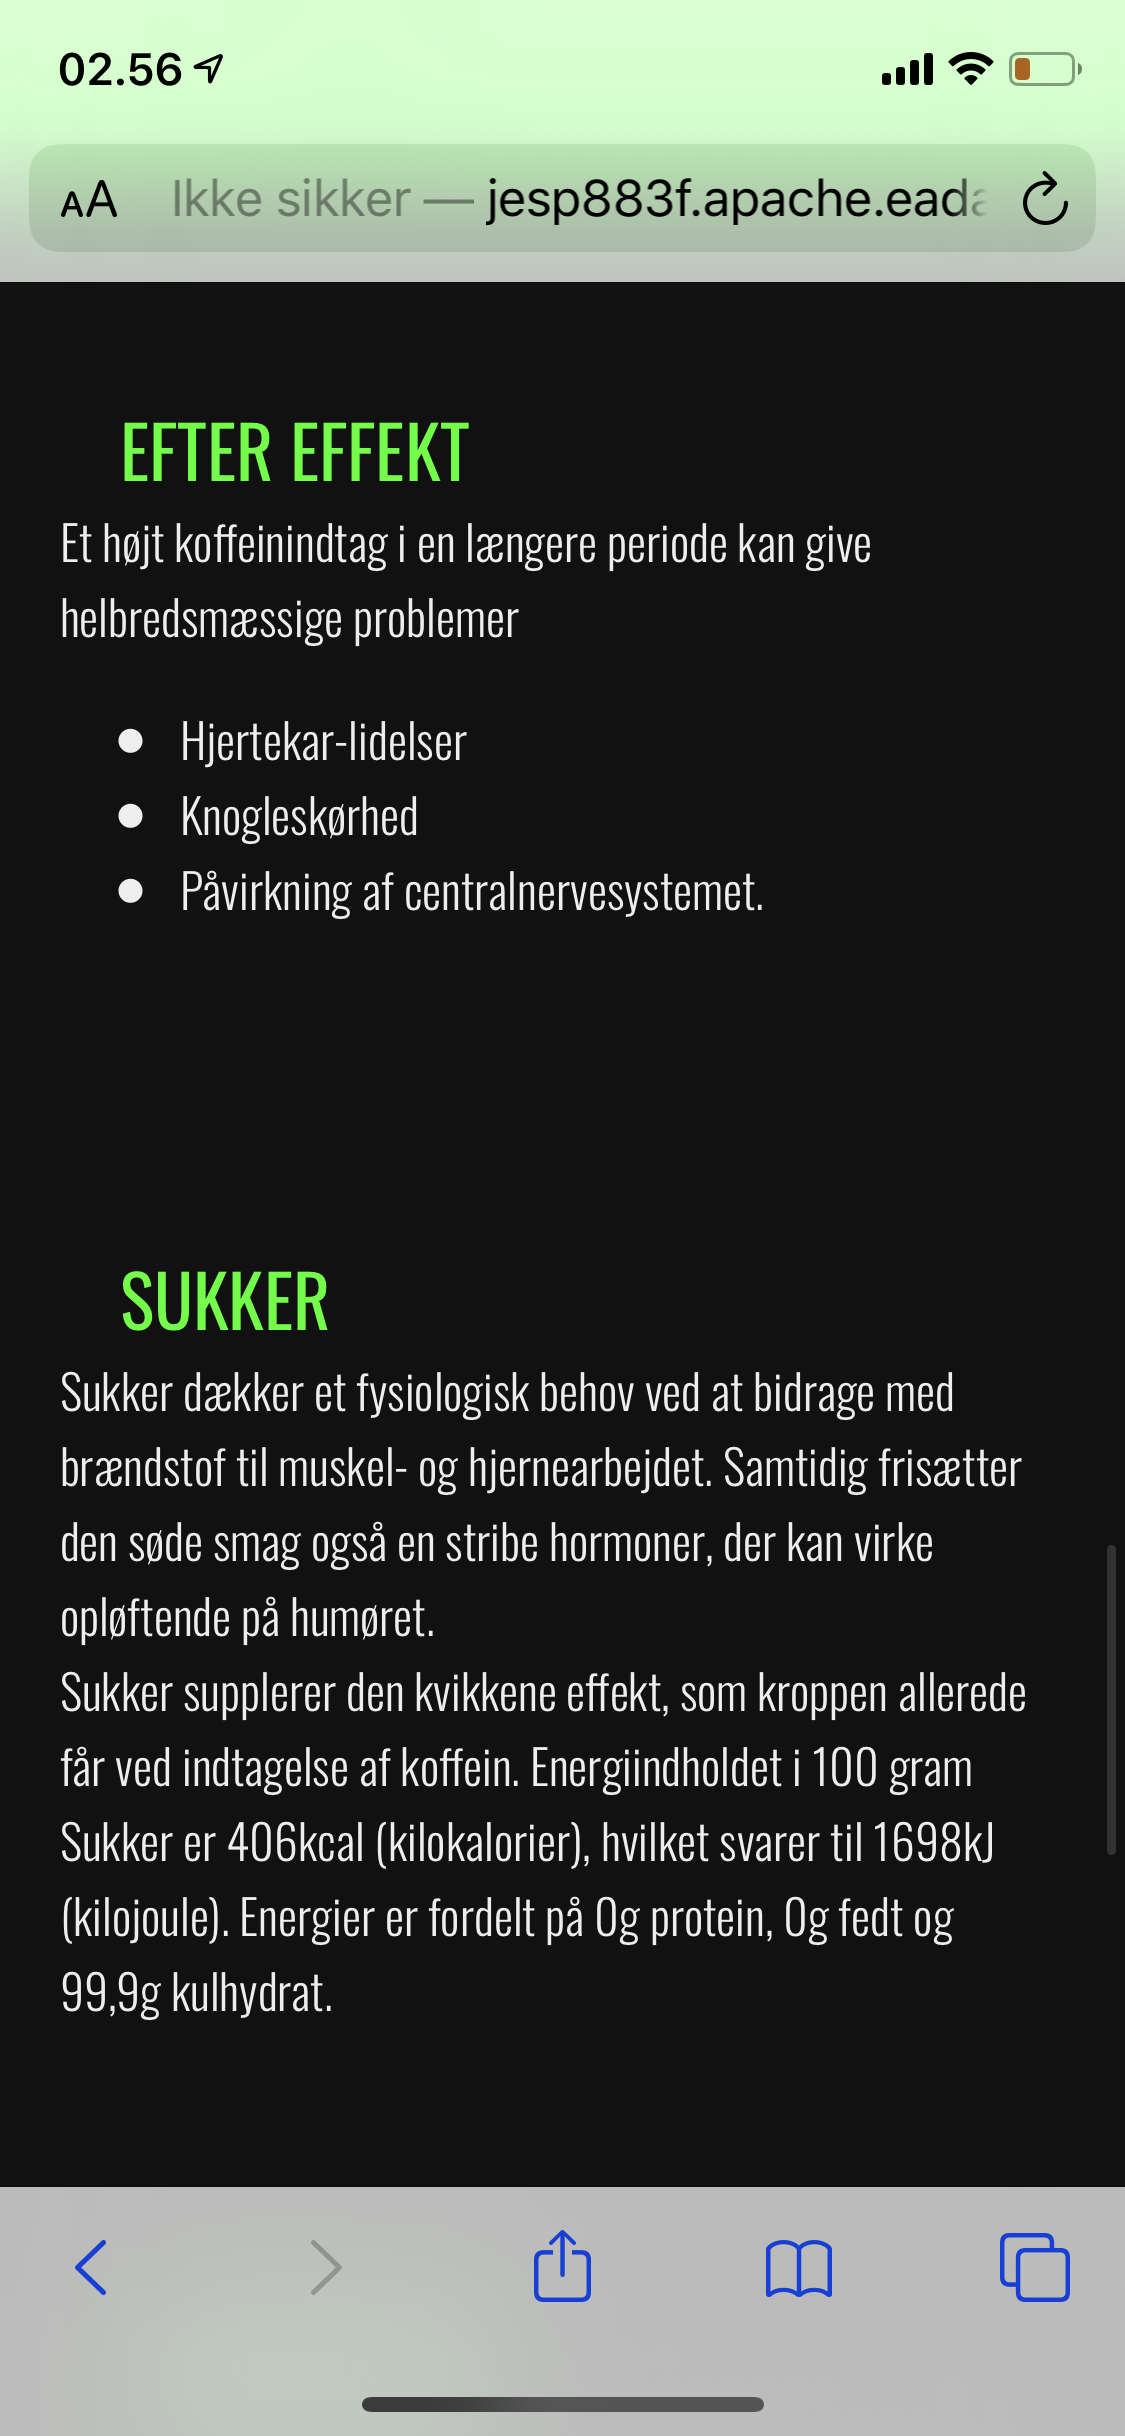 02.56
AA Ikke sikker — jesp883f.apache.eada
EFTER EFFEKT
Et højt koffeinindtag i en længere periode kan give
helbredsmæssige problemer
● Hjertekar-lidelser
● Knogleskørhed
● Påvirkning af centralnervesystemet.
SUKKER
Sukker dækker et fysiologisk behov ved at bidrage med
brændstof til muskel- og hjernearbejdet. Samtidig frisætter
den søde smag også en stribe hormoner, der kan virke
opløftende på humøret.
Sukker supplerer den kvikkene effekt, som kroppen allerede
får ved indtagelse af koffein. Energiindholdet i 100 gram
Sukker er 406kcal (kilokalorier), hvilket svarer til 1698kJ
(kilojoule). Energier er fordelt på 0g protein, 0g fedt og
99,9g kulhydrat.